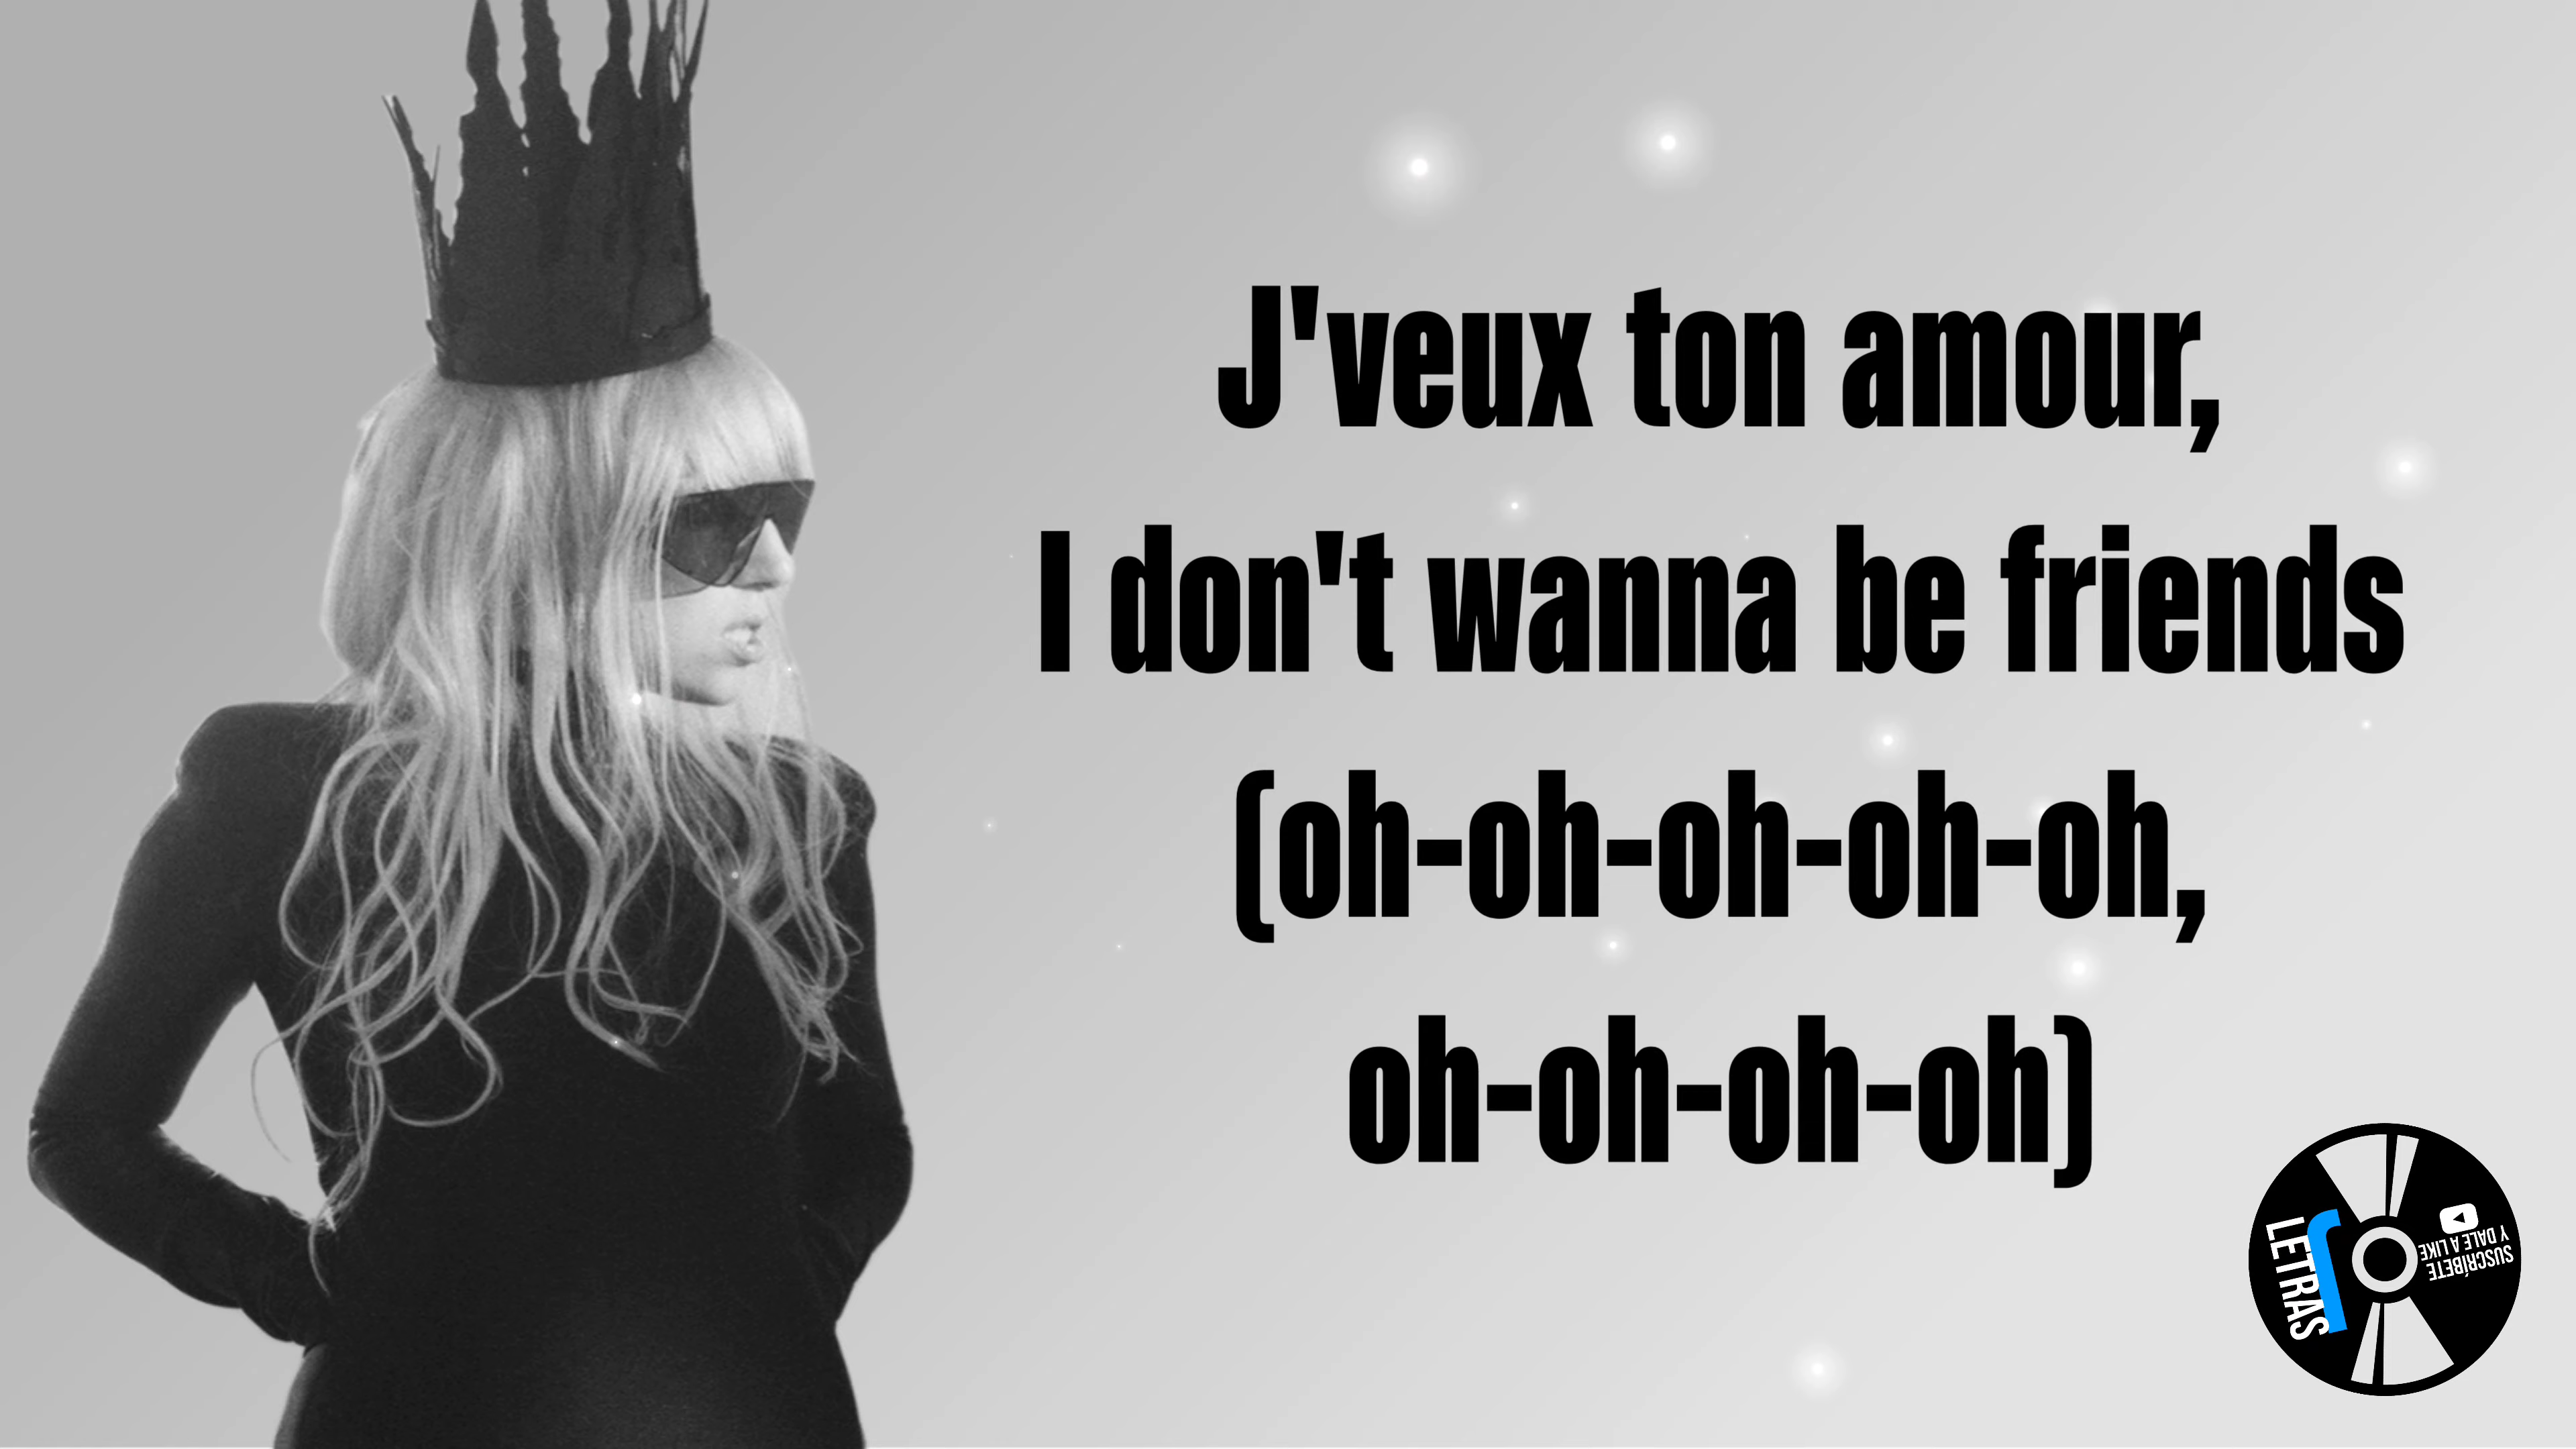 J'veux ton amour,
I don't wanna be friends
(oh-oh-oh-oh-oh,
oh-oh-oh-oh)
J
LETRAS
SUSCRÍBETE
Y DALE A LIKE